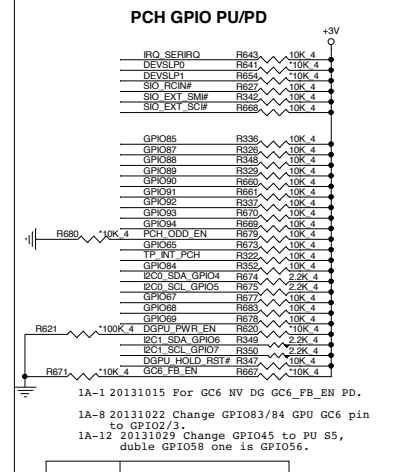 PCH GPIO PU/PD
+3V
IRQ_SERIRQ R643 10K_4
DEVSLP0 R641 *10K_4
DEVSLP1 R654 *10K_4
SIO_RCIN# R627 10K_4
SIO_EXT_SMI# R342 10K_4
SIO_EXT_SCI# R668 10K_4
GPIO85 R336 10K_4
GPIO87 R326 10K_4
GPIO88 R348 10K_4
GPIO89 R329 10K_4
GPIO90 R660 10K_4
GPIO91 R661 10K_4
GPIO92 R337 10K_4
GPIO93 R670 10K_4
GPIO94 R669 10K_4
R680 *10K_4 PCH_ODD_EN R679 10K_4
GPIO65 R673 10K_4
TP_INT_PCH R322 10K_4
GPIO84 R352 10K_4
I2C0_SDA_GPIO4 R674 2.2K_4
I2C0_SCL_GPIO5 R675 2.2K_4
GPIO67 R677 10K_4
GPIO68 R683 10K_4
GPIO69 R678 10K_4
R621 *100K_4 DGPU_PWR_EN R620 *10K_4
I2C1_SDA_GPIO6 R349 2.2K_4
I2C1_SCL_GPIO7 R350 2.2K_4
DGPU_HOLD_RST# R347 10K_4
R671 *10K_4 GC6_FB_EN R667 *10K_4
1A-1 20131015 For GC6 NV DG GC6_FB_EN PD.
1A-8 20131022 Change GPIO83/84 GPU GC6 pin
to GPIO2/3.
1A-12 20131029 Change GPIO45 to PU S5,
duble GPIO58 one is GPIO56.